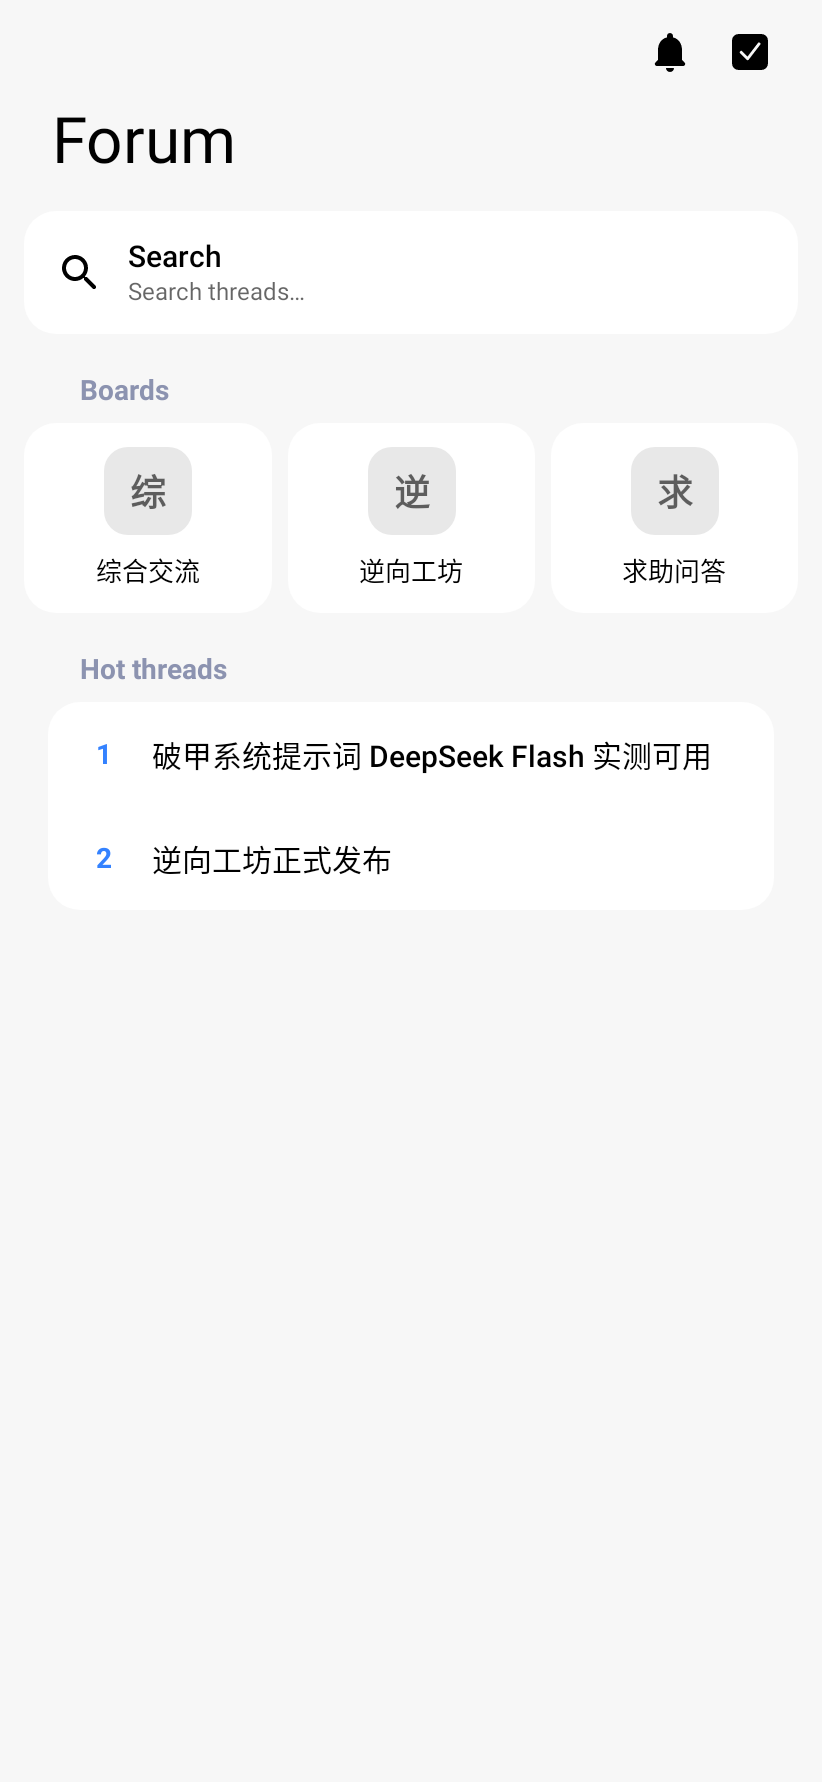 Forum
Search
Search threads...
Boards
综
逆
求
综合交流
逆向工坊
求助问答
Hot threads
1 破甲系统提示词 DeepSeek Flash 实测可用
2 逆向工坊正式发布